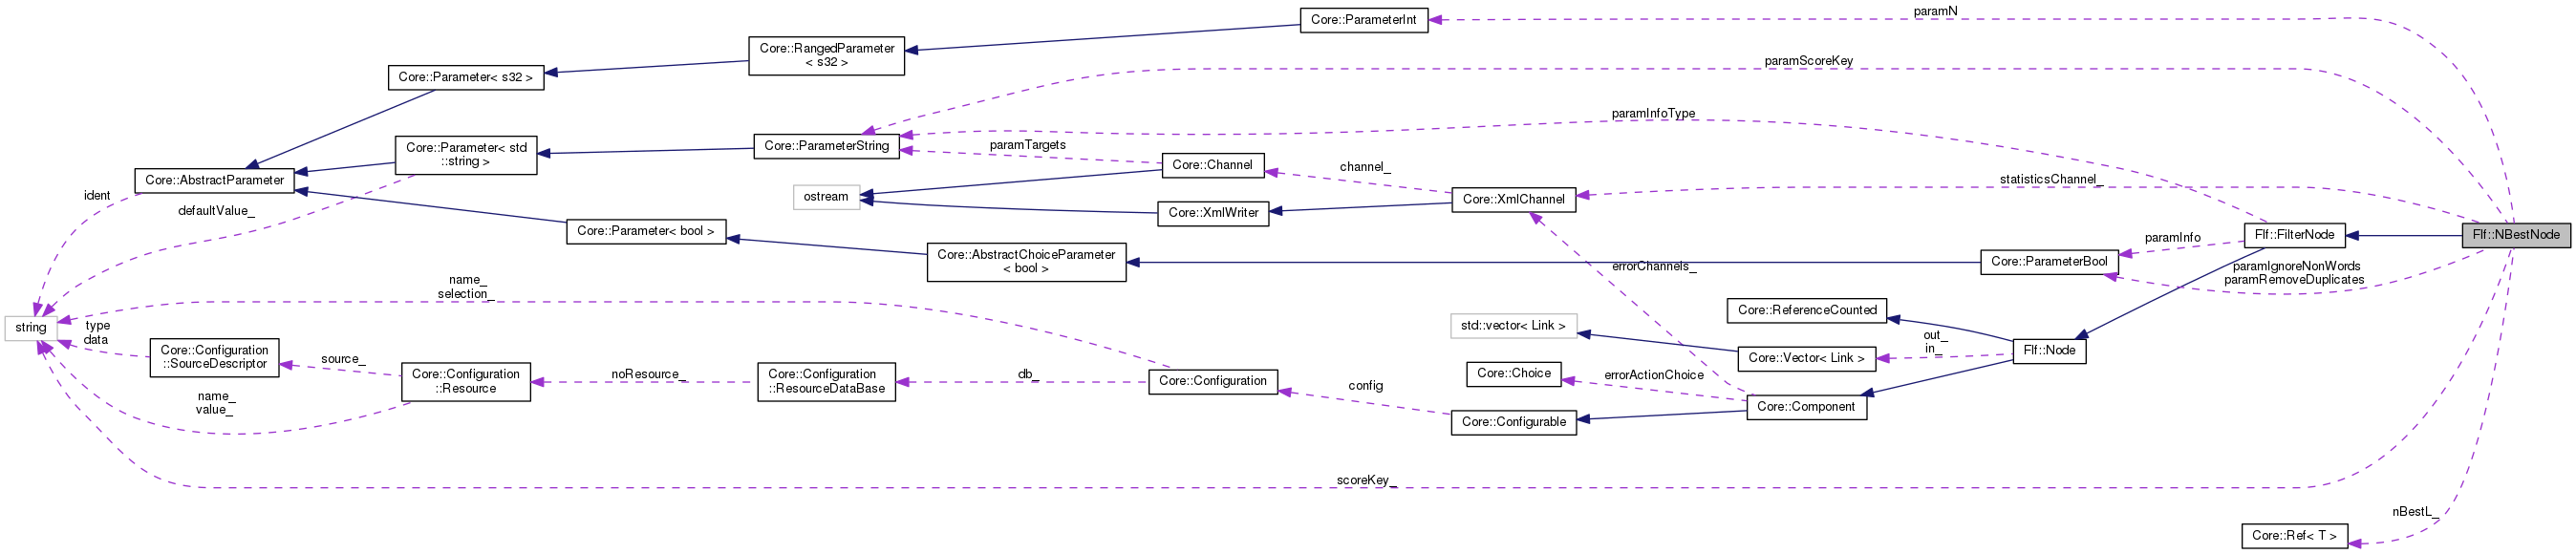 Core::ParameterInt
paramN
Core::RangedParameter
< s32 >
Core::Parameter< s32 >
paramScoreKey
paramInfoType
Core::Parameter< std
::string >
Core::ParameterString
paramTargets
Core::Channel
channel_
Core::AbstractParameter
ident
defaultValue_
ostream
Core::XmlWriter
Core::XmlChannel
statisticsChannel_
Core::Parameter< bool >
Core::AbstractChoiceParameter
< bool >
errorChannels_
Core::ParameterBool
paramInfo
Flf::FilterNode
Flf::NBestNode
paramIgnoreNonWords
paramRemoveDuplicates
name_
selection_
string
type
data
Core::Configuration
::SourceDescriptor
source_
Core::Configuration
::Resource
name_
value_
noResource_
Core::Configuration
::ResourceDataBase
db_
Core::Configuration
config
std::vector< Link >
Core::ReferenceCounted
Core::Vector< Link >
out_
in_
Flf::Node
Core::Choice
errorActionChoice
Core::Component
Core::Configurable
scoreKey_
nBestL_
Core::Ref< T >